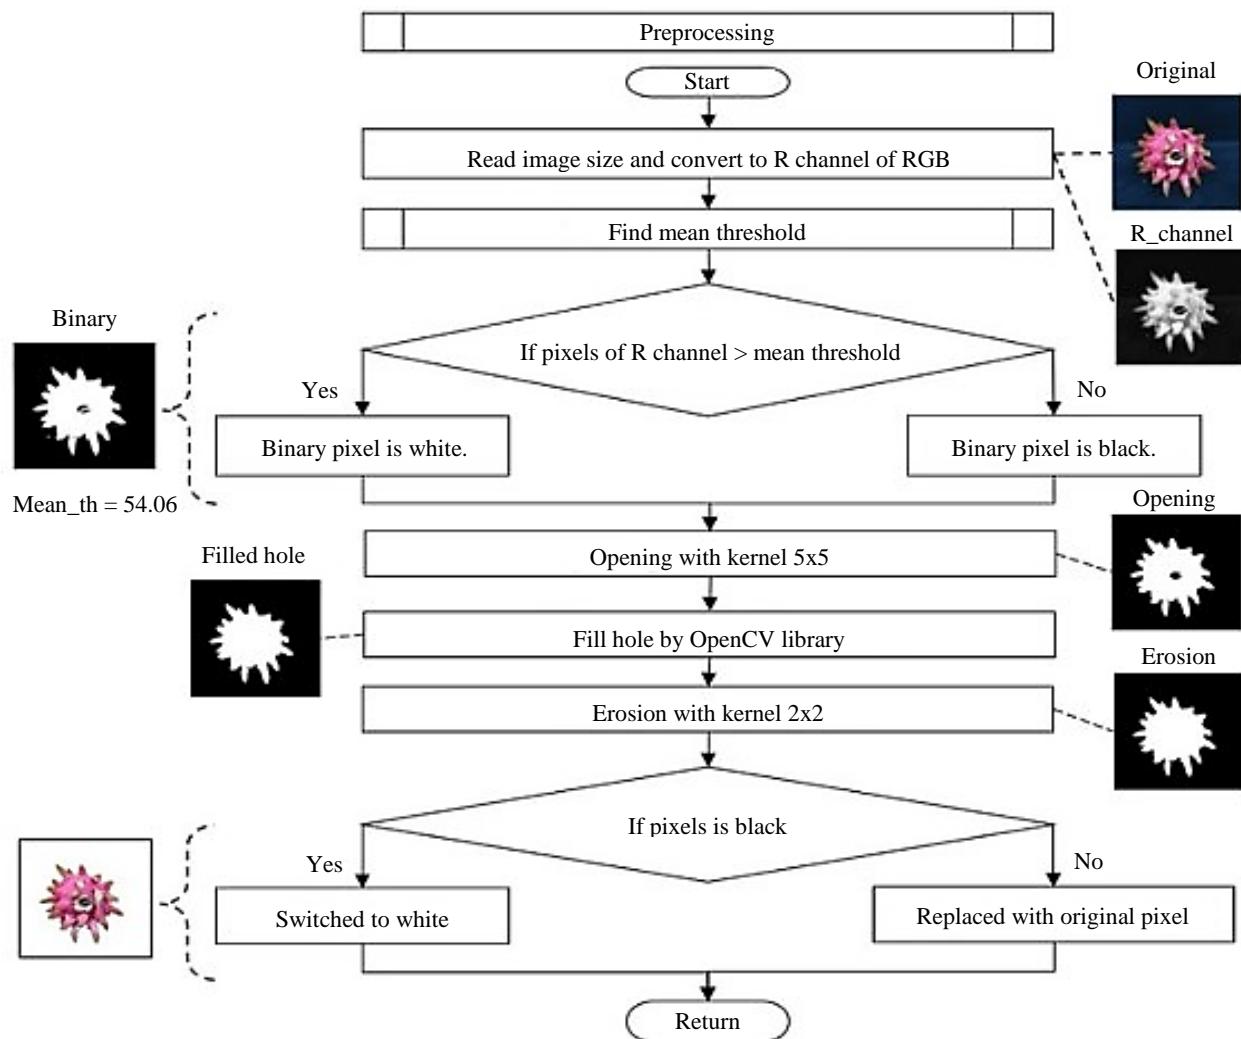 Preprocessing
Start
Original
Read image size and convert to R channel of RGB
R_channel
Find mean threshold
Binary
If pixels of R channel > mean threshold
Yes
No
Binary pixel is white.
Binary pixel is black.
Mean_th = 54.06
Opening
Opening with kernel 5x5
Filled hole
Fill hole by OpenCV library
Erosion
Erosion with kernel 2x2
If pixels is black
Yes
No
Switched to white
Replaced with original pixel
Return